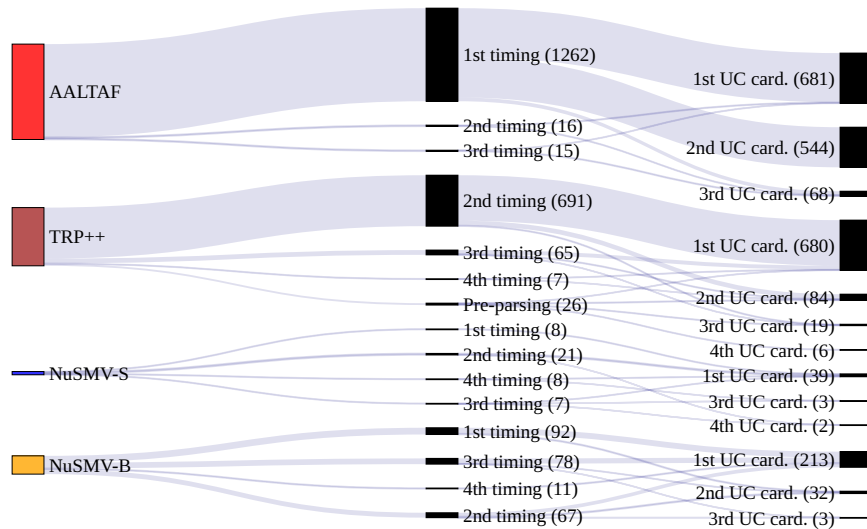 AALTAF
1st timing (1262)
2nd timing (16)
3rd timing (15)
1st UC card. (681)
2nd UC card. (544)
3rd UC card. (68)
TRP++
2nd timing (691)
3rd timing (65)
4th timing (7)
Pre-parsing (26)
1st UC card. (680)
2nd UC card. (84)
3rd UC card. (19)
4th UC card. (6)
NuSMV-S
1st timing (8)
2nd timing (21)
4th timing (8)
3rd timing (7)
1st UC card. (39)
3rd UC card. (3)
4th UC card. (2)
NuSMV-B
1st timing (92)
3rd timing (78)
4th timing (11)
2nd timing (67)
1st UC card. (213)
2nd UC card. (32)
3rd UC card. (3)